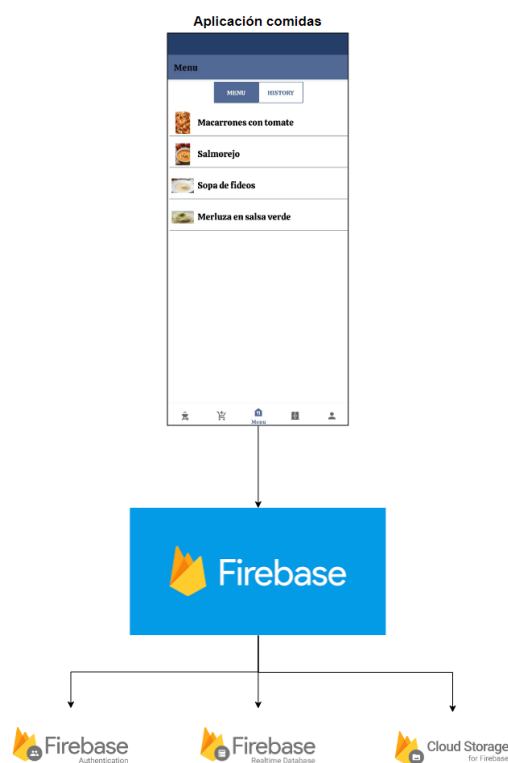 Aplicación comidas
Menu
MENU HISTORY
Macarrones con tomate
Salmorejo
Sopa de fideos
Merluza en salsa verde
Menu
Firebase
Firebase
Authentication
Firebase
Realtime Database
Cloud Storage
for Firebase